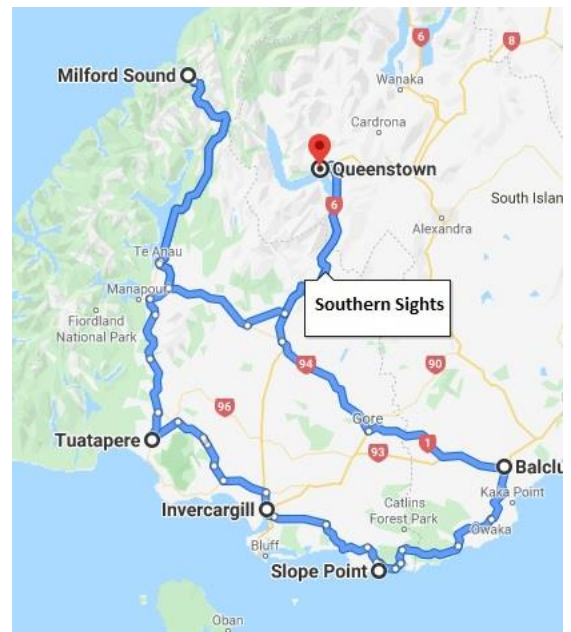 6
8
Milford Sound
Wanaka
Cardrona
Queenstown
6
South Islan
Alexandra
Te Anau
Manapouri
Southern Sights
Fiordland
National Park
94
90
96
Gore
Tuatapere
93
1
Balclu
Kaka Point
Invercargill
Catlins
Forest Park
Owaka
Bluff
Slope Point
Oban